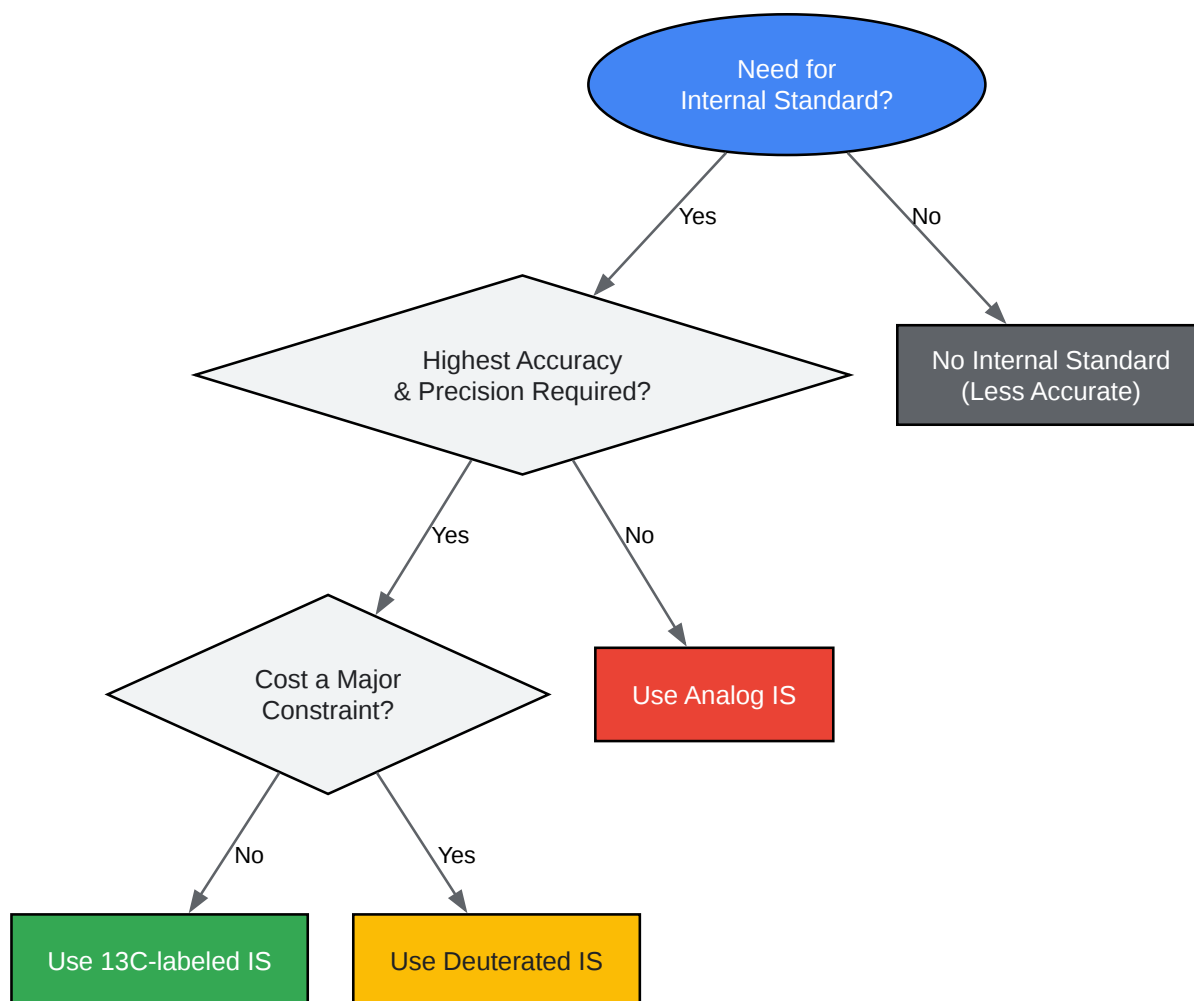 Need for
Internal Standard?
Yes
No
Highest Accuracy
& Precision Required?
No Internal Standard
(Less Accurate)
Yes
No
Cost a Major
Constraint?
Use Analog IS
No
Yes
Use 13C-labeled IS
Use Deuterated IS